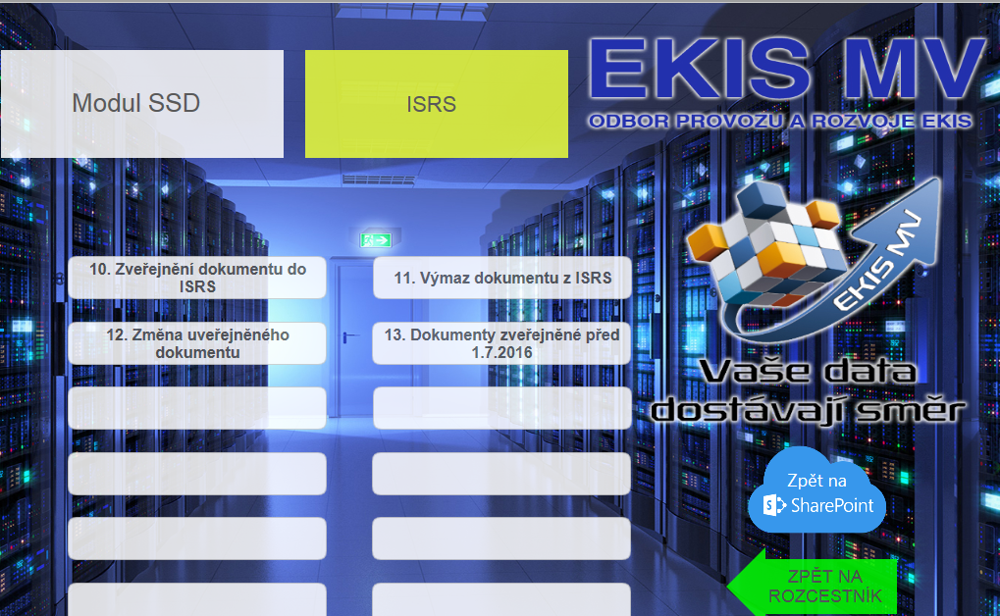 Modul SSD
ISRS
EKIS MV
ODBOR PROVOZU A ROZVOJE EKIS
10. Zveřejnění dokumentu do
ISRS
11. Výmaz dokumentu z ISRS
12. Změna uveřejněného
dokumentu
13. Dokumenty zveřejněné před
1.7.2016
EKIS MV
Vaše data
dostávají směr
Zpět na
S SharePoint
ZPĚT NA
ROZCESTNÍK